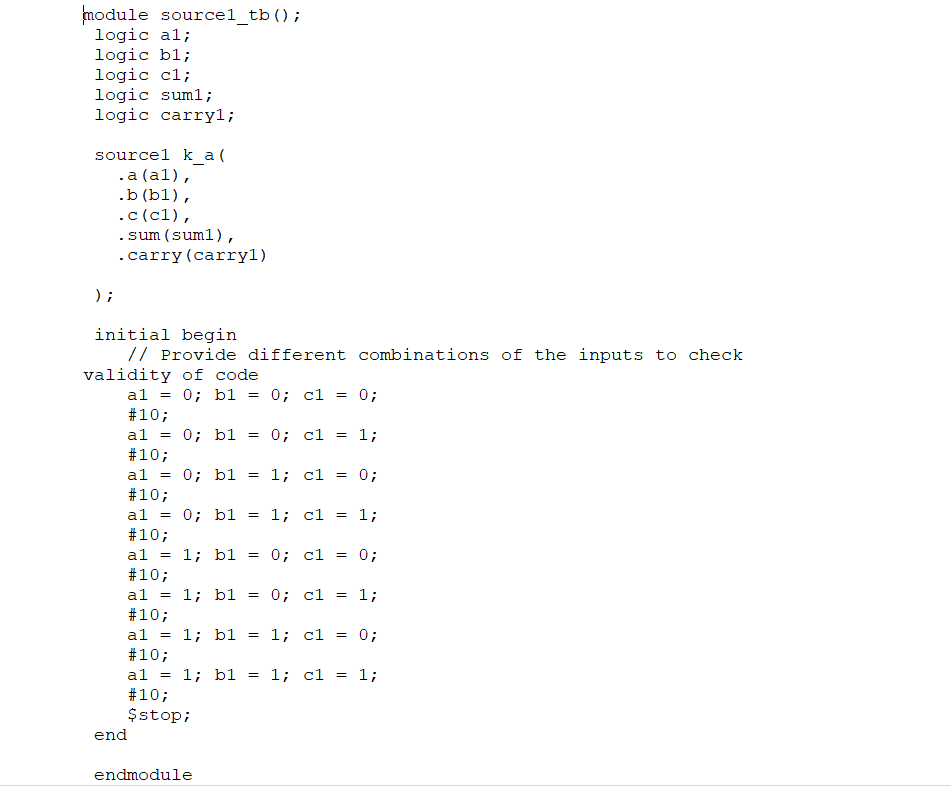 module source1_tb();
logic a1;
logic b1;
logic c1;
logic sum1;
logic carry1;
source1 k_a(
.a(a1),
.b(b1),
.c(c1),
.sum(sum1),
.carry(carry1)
);
initial begin
// Provide different combinations of the inputs to check
validity of code
a1 = 0; b1 = 0; c1 = 0;
#10;
a1 = 0; b1 = 0; c1 = 1;
#10;
a1 = 0; b1 = 1; c1 = 0;
#10;
a1 = 0; b1 = 1; c1 = 1;
#10;
a1 = 1; b1 = 0; c1 = 0;
#10;
a1 = 1; b1 = 0; c1 = 1;
#10;
a1 = 1; b1 = 1; c1 = 0;
#10;
a1 = 1; b1 = 1; c1 = 1;
#10;
$stop;
end
endmodule